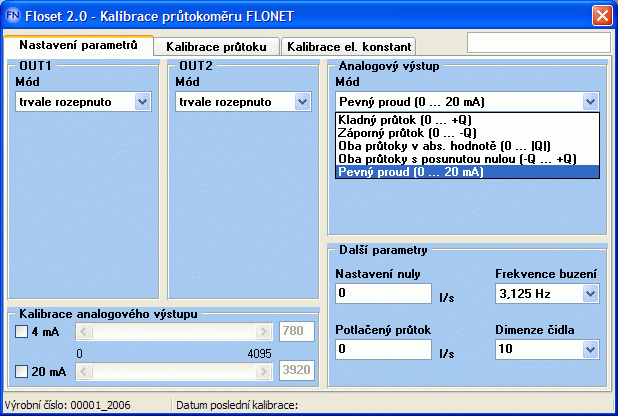 FN Floset 2.0 - Kalibrace průtokoměru FLONET
Nastavení parametrů
Kalibrace průtoku
Kalibrace el. konstant
OUT1
Mód
trvale rozepnuto
OUT2
Mód
trvale rozepnuto
Analogový výstup
Mód
Pevný proud (0 ... 20 mA)
Kladný průtok (0 ... +Q)
Záporný průtok (0 ... -Q)
Oba průtoky v abs. hodnotě (0 ... |Q|)
Oba průtoky s posunutou nulou (-Q ... +Q)
Pevný proud (0 ... 20 mA)
Další parametry
Nastavení nuly
0 l/s
Frekvence buzení
3,125 Hz
Potlačený průtok
0 l/s
Dimenze čidla
10
Kalibrace analogového výstupu
4 mA 780
0 4095
20 mA 3920
Výrobní číslo: 00001_2006
Datum poslední kalibrace: